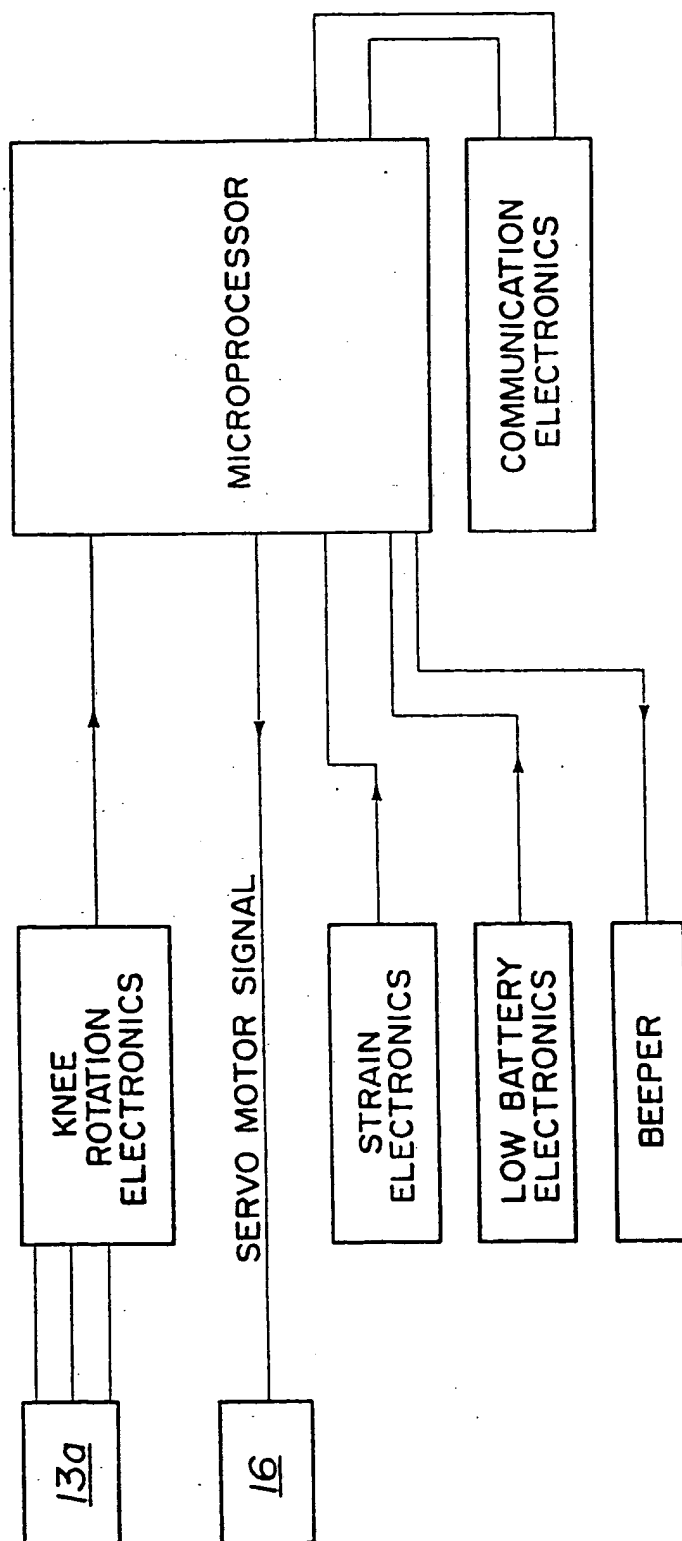 13a
KNEE
ROTATION
ELECTRONICS
MICROPROCESSOR
16
SERVO MOTOR SIGNAL
STRAIN
ELECTRONICS
LOW BATTERY
ELECTRONICS
BEEPER
COMMUNICATION
ELECTRONICS